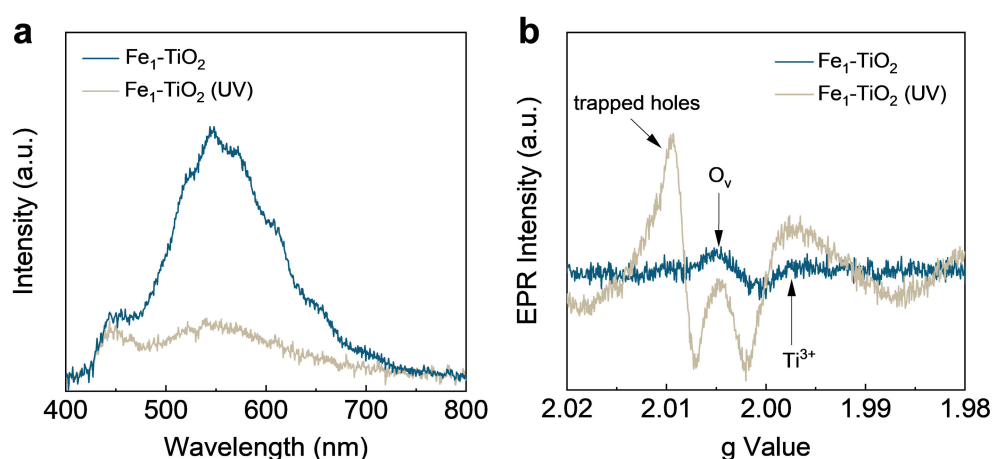 a
Fe₁-TiO₂
Fe₁-TiO₂ (UV)
Intensity (a.u.)
400 500 600 700 800
Wavelength (nm)
b
Fe₁-TiO₂
Fe₁-TiO₂ (UV)
trapped holes
Oᵥ
Ti³⁺
EPR Intensity (a.u.)
2.02 2.01 2.00 1.99 1.98
g Value